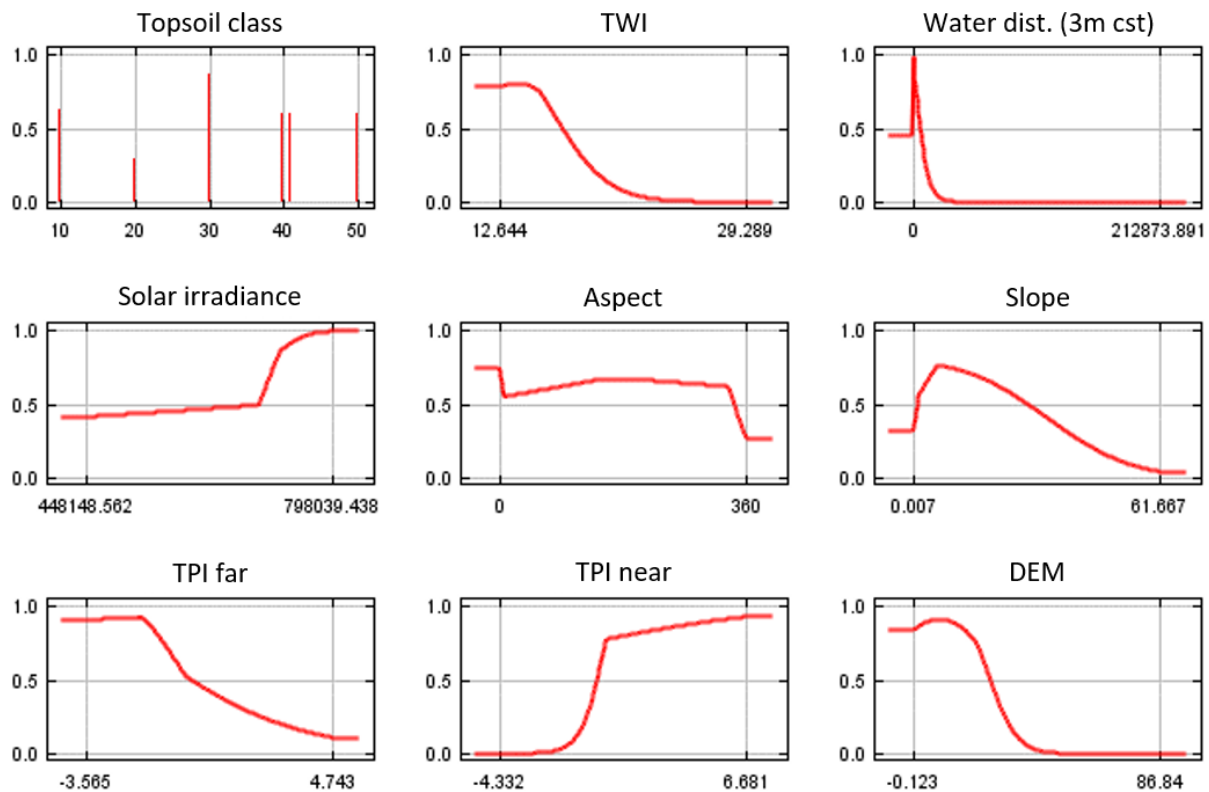 Topsoil class TWI Water dist. (3m cst)
1.0 1.0 1.0
0.5 0.5 0.5
0.0 0.0 0.0
10 20 30 40 50 12.644 29.289 0 212873.891
Solar irradiance Aspect Slope
1.0 1.0 1.0
0.5 0.5 0.5
0.0 0.0 0.0
448148.562 798039.438 0 360 0.007 61.667
TPI far TPI near DEM
1.0 1.0 1.0
0.5 0.5 0.5
0.0 0.0 0.0
-3.565 4.743 -4.332 6.681 -0.123 86.84